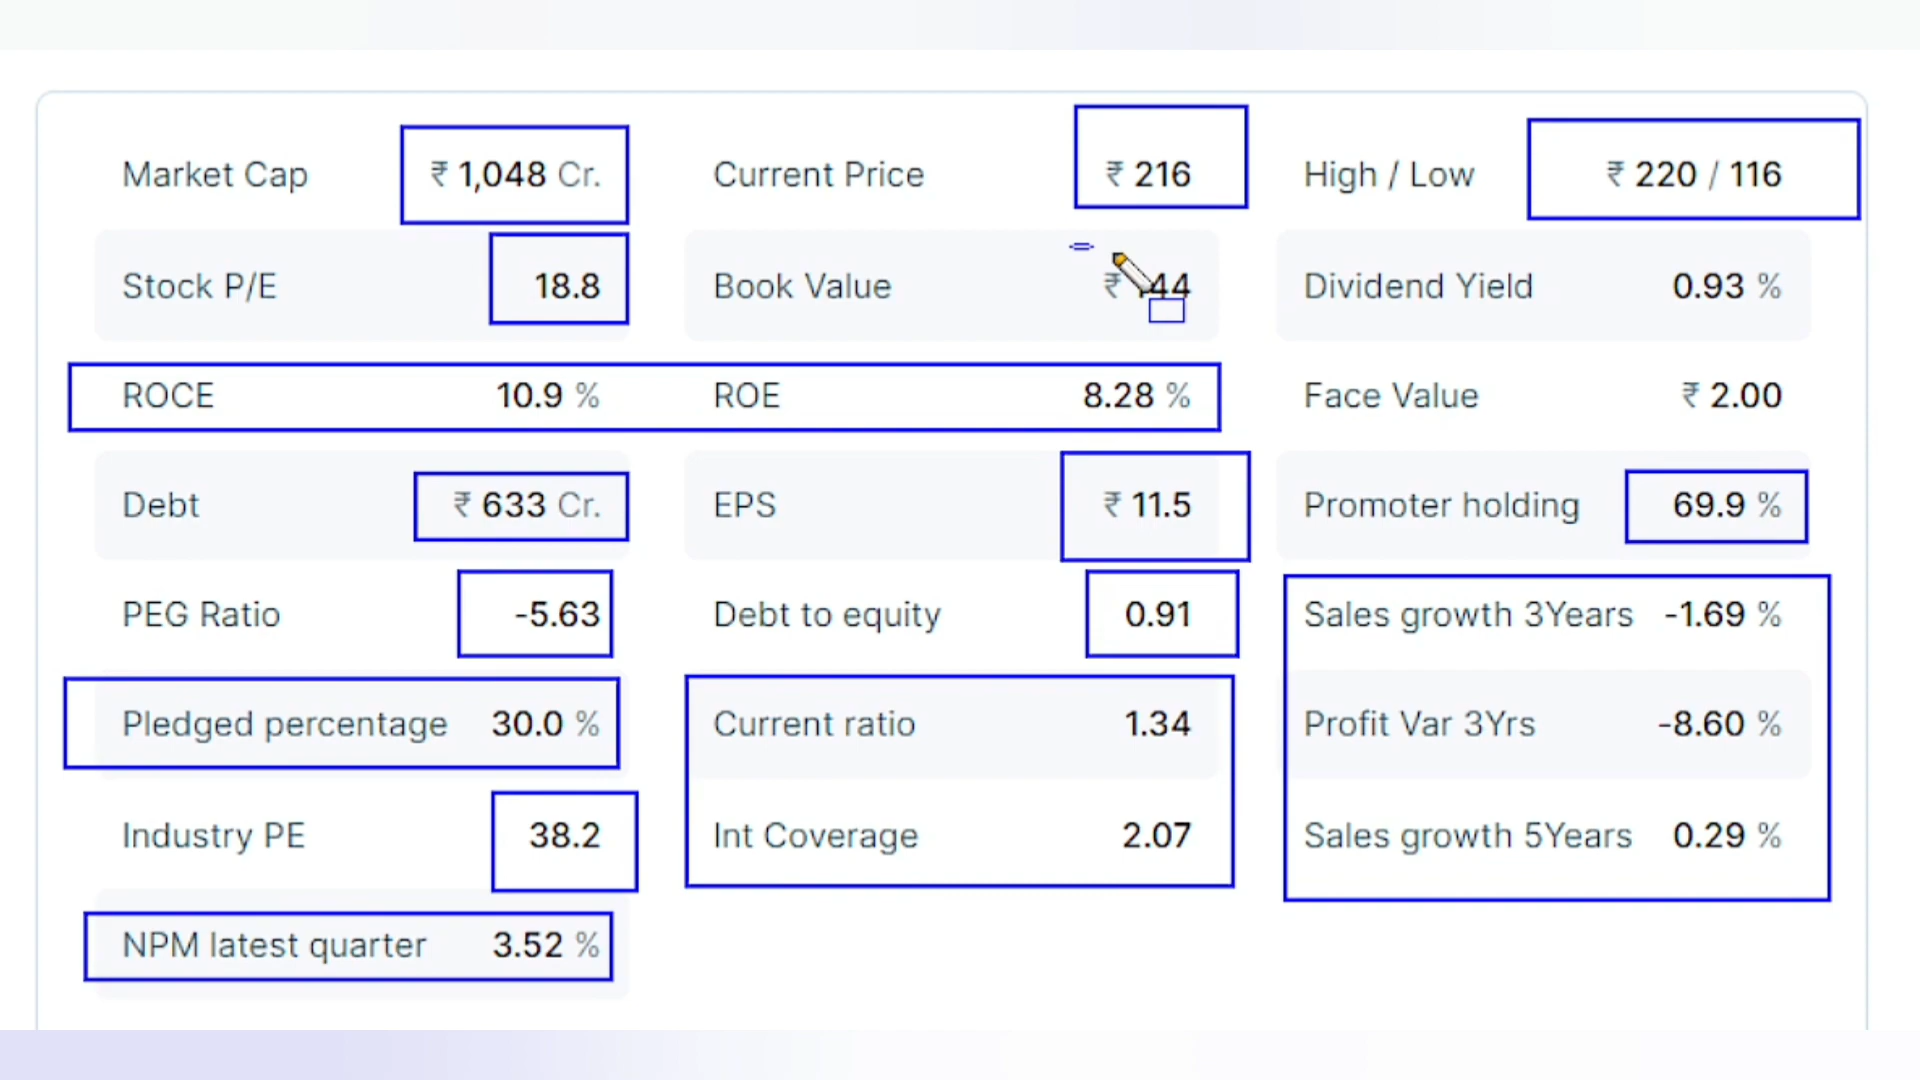 Market Cap ₹ 1,048 Cr. Current Price ₹ 216 High / Low ₹ 220 / 116
Stock P/E 18.8 Book Value ₹ Dividend Yield 0.93 %
ROCE 10.9 % ROE 8.28 % Face Value ₹ 2.00
Debt ₹ 633 Cr. EPS ₹ 11.5 Promoter holding 69.9 %
PEG Ratio -5.63 Debt to equity 0.91 Sales growth 3Years -1.69 %
Pledged percentage 30.0 % Current ratio 1.34 Profit Var 3Yrs -8.60 %
Industry PE 38.2 Int Coverage 2.07 Sales growth 5Years 0.29 %
NPM latest quarter 3.52 %